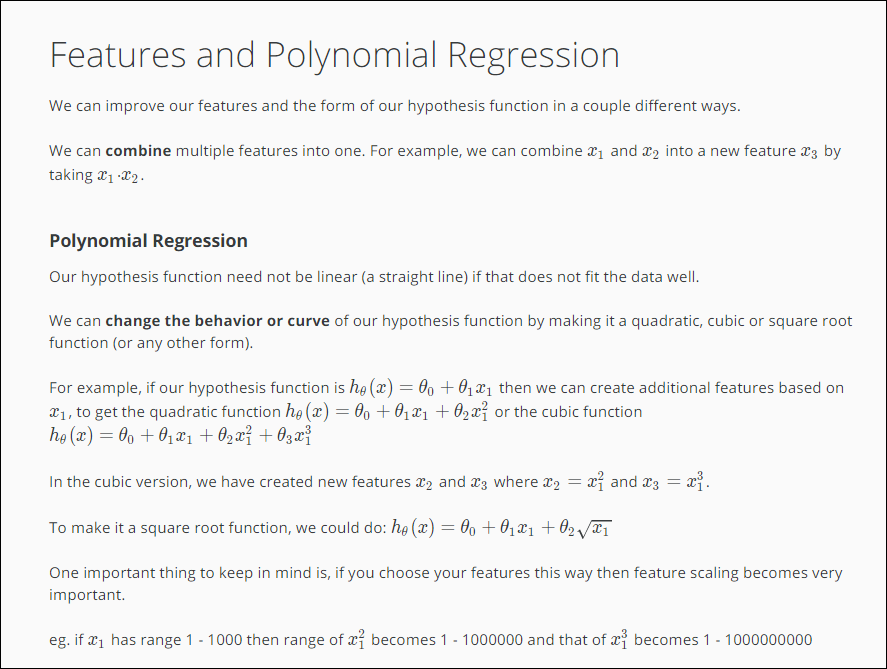 Features and Polynomial Regression
We can improve our features and the form of our hypothesis function in a couple different ways.
We can combine multiple features into one. For example, we can combine x₁ and x₂ into a new feature x₃ by
taking x₁·x₂.
Polynomial Regression
Our hypothesis function need not be linear (a straight line) if that does not fit the data well.
We can change the behavior or curve of our hypothesis function by making it a quadratic, cubic or square root
function (or any other form).
For example, if our hypothesis function is hθ(x) = θ₀ + θ₁x₁ then we can create additional features based on
x₁, to get the quadratic function hθ(x) = θ₀ + θ₁x₁ + θ₂x₁² or the cubic function
hθ(x) = θ₀ + θ₁x₁ + θ₂x₁² + θ₃x₁³
In the cubic version, we have created new features x₂ and x₃ where x₂ = x₁² and x₃ = x₁³.
To make it a square root function, we could do: hθ(x) = θ₀ + θ₁x₁ + θ₂√x₁
One important thing to keep in mind is, if you choose your features this way then feature scaling becomes very
important.
eg. if x₁ has range 1 - 1000 then range of x₁² becomes 1 - 1000000 and that of x₁³ becomes 1 - 1000000000